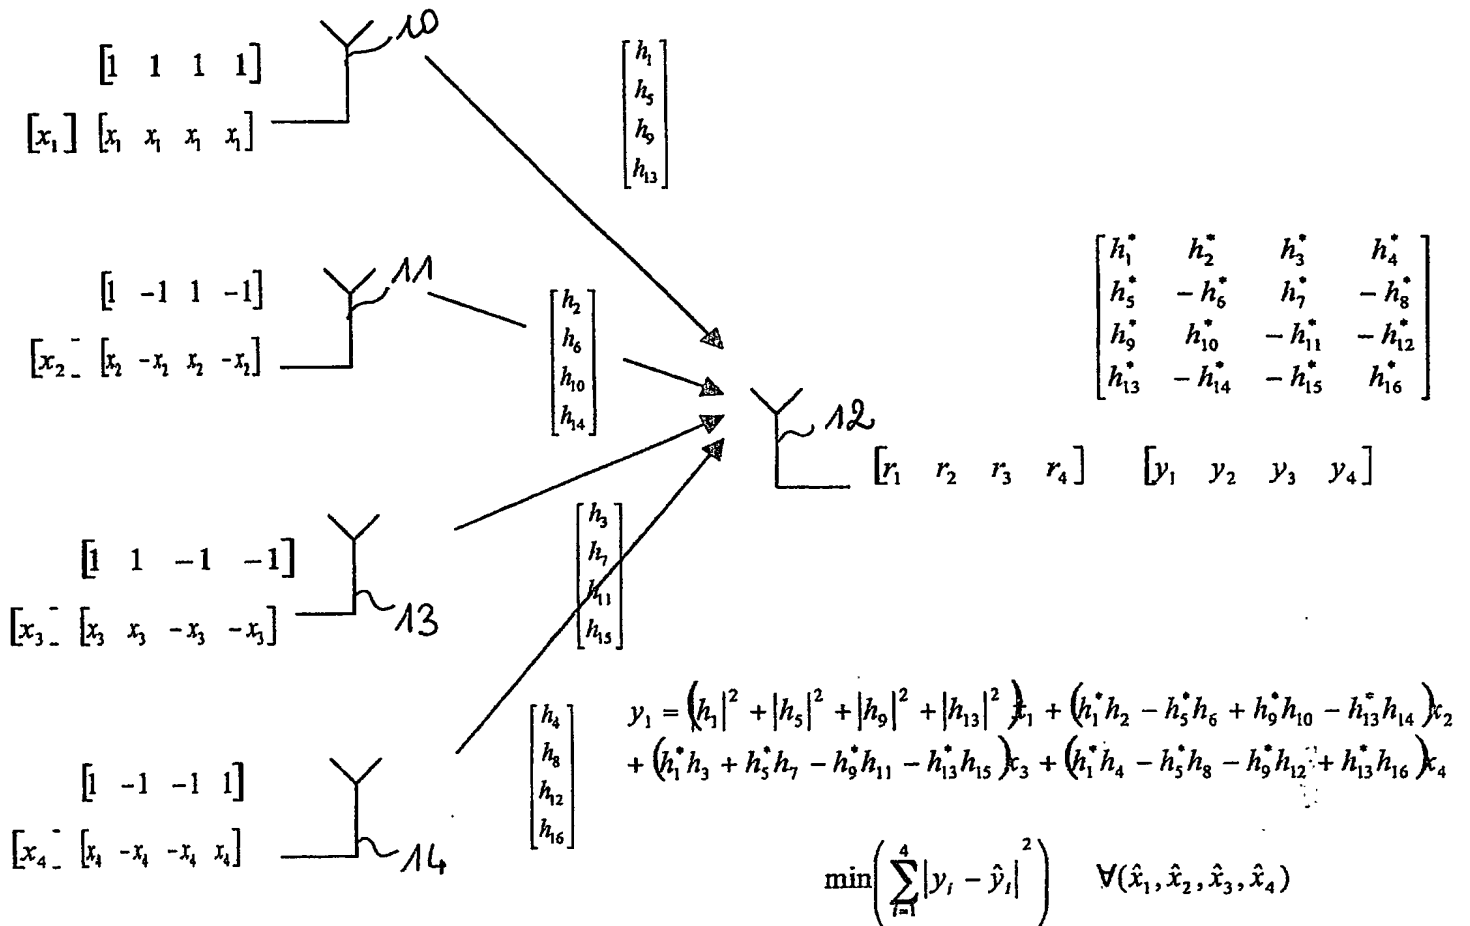 10
[1 1 1 1]
[x₁] [x₁ x₁ x₁ x₁]
[h₁
h₅
h₉
h₁₃]
11
[1 -1 1 -1]
[x₂] [x₂ -x₂ x₂ -x₂]
[h₂
h₆
h₁₀
h₁₄]
[h₁* h₂* h₃* h₄*
h₅* -h₆* h₇* -h₈*
h₉* h₁₀* -h₁₁* -h₁₂*
h₁₃* -h₁₄* -h₁₅* h₁₆*]
12
[r₁ r₂ r₃ r₄] [y₁ y₂ y₃ y₄]
[1 1 -1 -1]
[x₃] [x₃ x₃ -x₃ -x₃]
13
[h₃
h₇
h₁₁
h₁₅]
[1 -1 -1 1]
[x₄] [x₄ -x₄ -x₄ x₄]
14
[h₄
h₈
h₁₂
h₁₆]
y₁ = (|h₁|² + |h₅|² + |h₉|² + |h₁₃|²)x₁ + (h₁*h₂ - h₅*h₆ + h₉*h₁₀ - h₁₃*h₁₄)x₂
+ (h₁*h₃ + h₅*h₇ - h₉*h₁₁ - h₁₃*h₁₅)x₃ + (h₁*h₄ - h₅*h₈ - h₉*h₁₂ + h₁₃*h₁₆)x₄
min(∑ᵢ₌₁⁴ |yᵢ - ŷᵢ|²) ∀(x̂₁, x̂₂, x̂₃, x̂₄)